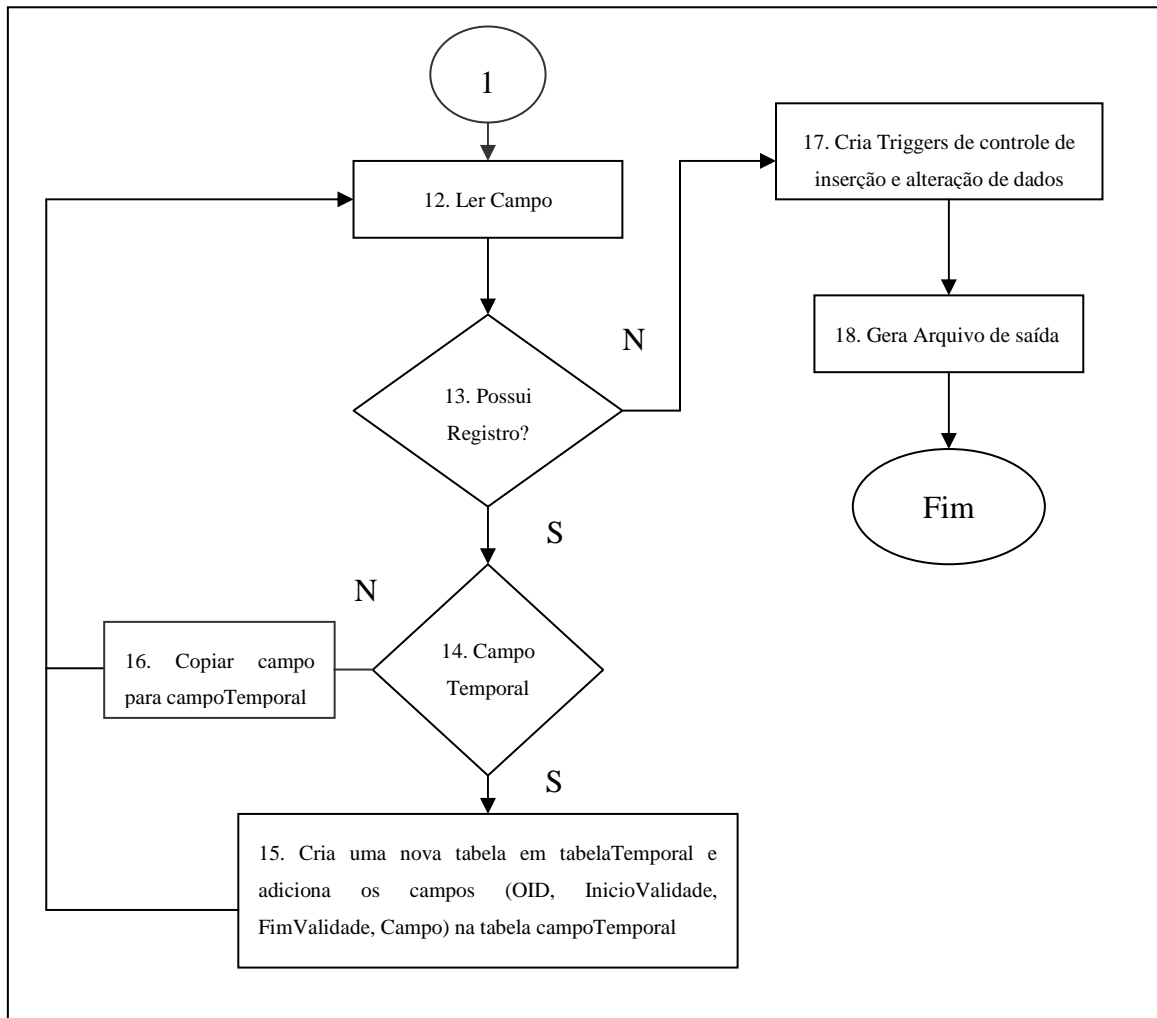 1
12. Ler Campo
13. Possui
Registro?
N
S
14. Campo
Temporal
N
S
16. Copiar campo
para campoTemporal
15. Cria uma nova tabela em tabelaTemporal e
adiciona os campos (OID, InicioValidade,
FimValidade, Campo) na tabela campoTemporal
17. Cria Triggers de controle de
inserção e alteração de dados
18. Gera Arquivo de saída
Fim